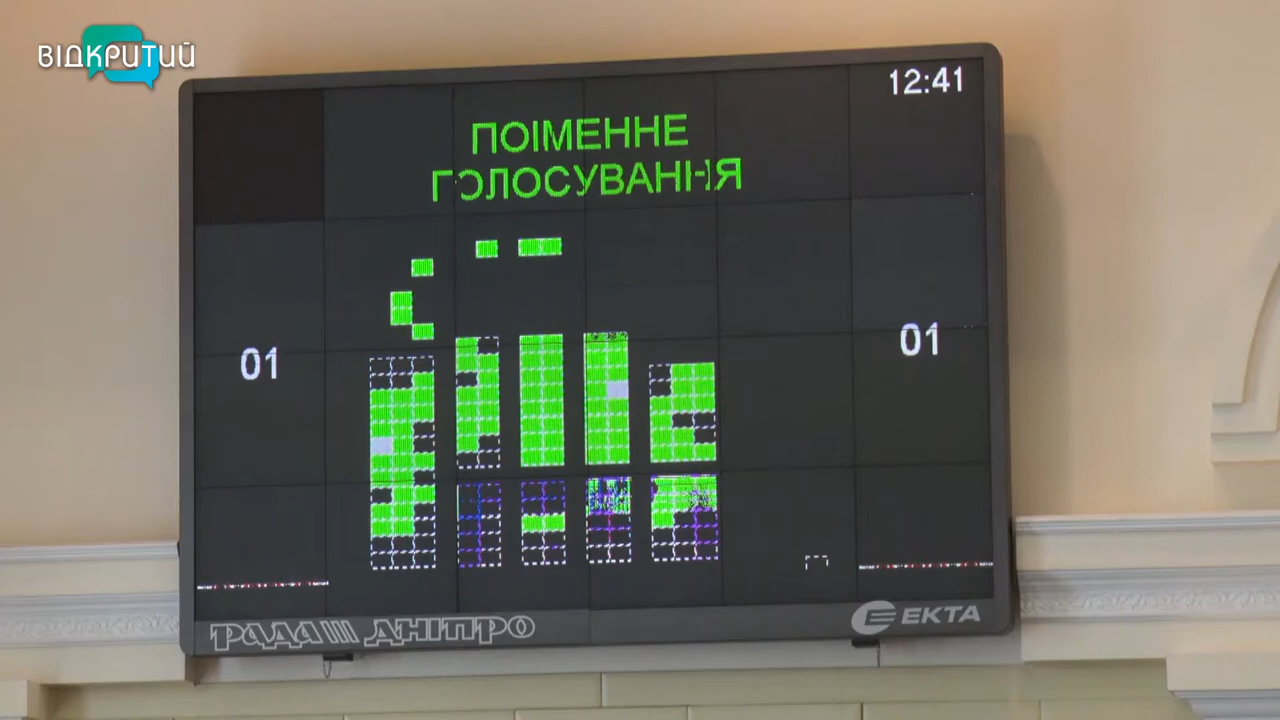 ВІДКРИТИЙ
12:41
ПОІМЕННЕ
ГОЛОСУВАННЯ
01
01
РАДА ДНІПРО
ЕКТА